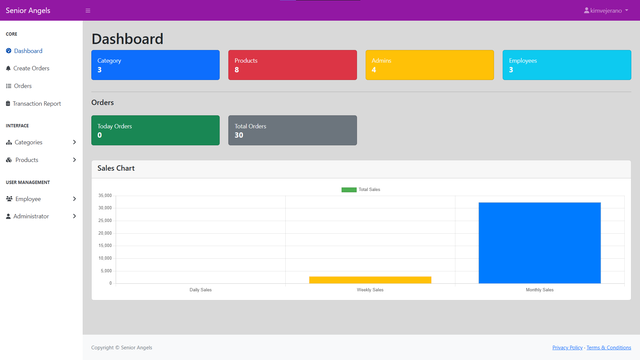 Senior Angels
kimvejerano
CORE
Dashboard
Create Orders
Orders
Transaction Report
INTERFACE
Categories
Products
USER MANAGEMENT
Employee
Administrator
Dashboard
Category
3
Products
8
Admins
4
Employees
3
Orders
Today Orders
0
Total Orders
30
Sales Chart
Total Sales
35,000
30,000
25,000
20,000
15,000
10,000
5,000
0
Daily Sales
Weekly Sales
Monthly Sales
Copyright © Senior Angels
Privacy Policy · Terms & Conditions